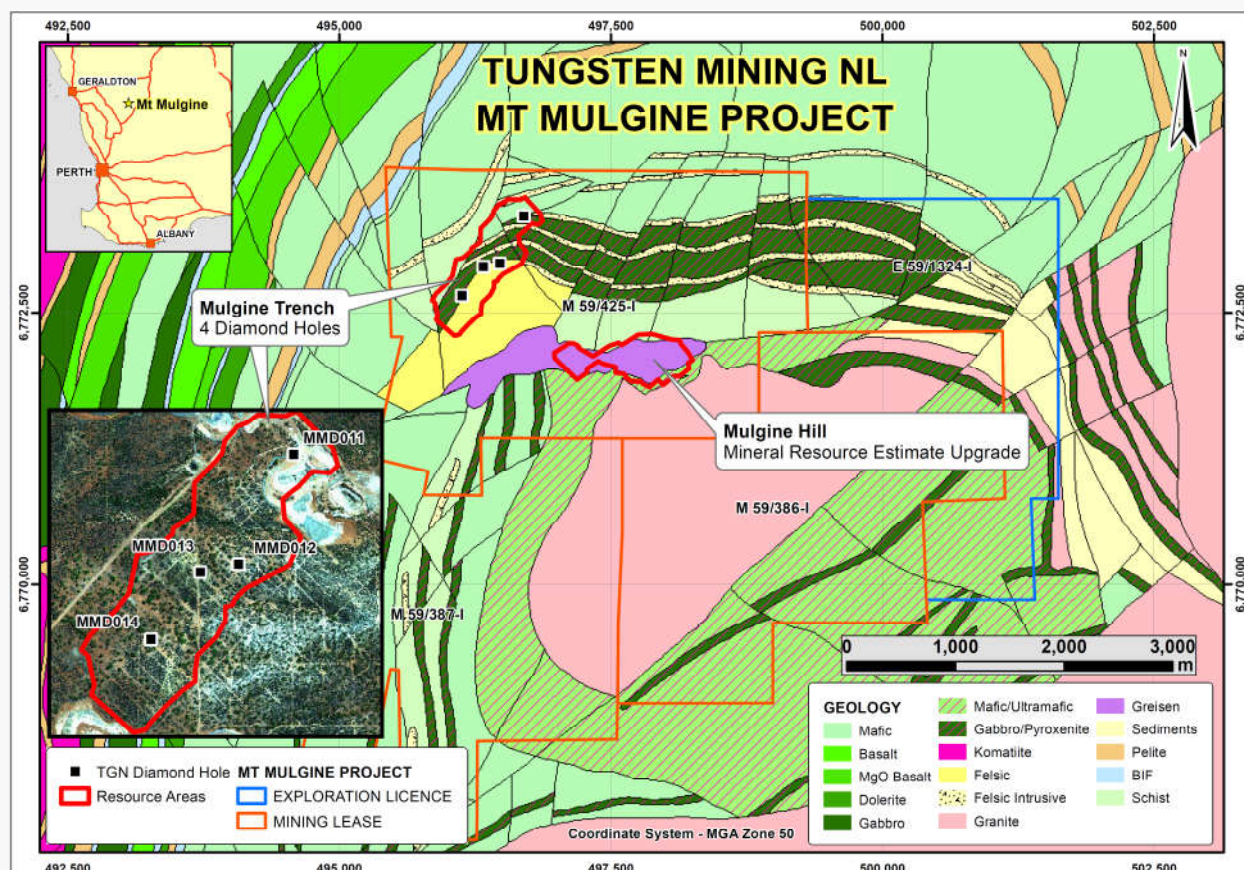 492,500
495,000
497,500
500,000
502,500
TUNGSTEN MINING NL
MT MULGINE PROJECT
N
GERALDTON
Mt Mulgine
PERTH
ALBANY
6,772,500
6,772,500
Mulgine Trench
4 Diamond Holes
M 59/425-I
E 59/1324-I
Mulgine Hill
Mineral Resource Estimate Upgrade
M 59/386-I
M 59/387-I
MMD011
MMD013
MMD012
MMD014
6,770,000
6,770,000
0 1,000 2,000 3,000
m
TGN Diamond Hole
Resource Areas
MT MULGINE PROJECT
EXPLORATION LICENCE
MINING LEASE
GEOLOGY
Mafic
Basalt
MgO Basalt
Dolerite
Gabbro
Mafic/Ultramafic
Gabbro/Pyroxenite
Komatiite
Felsic
Felsic Intrusive
Granite
Greisen
Sediments
Pelite
BIF
Schist
Coordinate System - MGA Zone 50
492,500
495,000
497,500
500,000
502,500